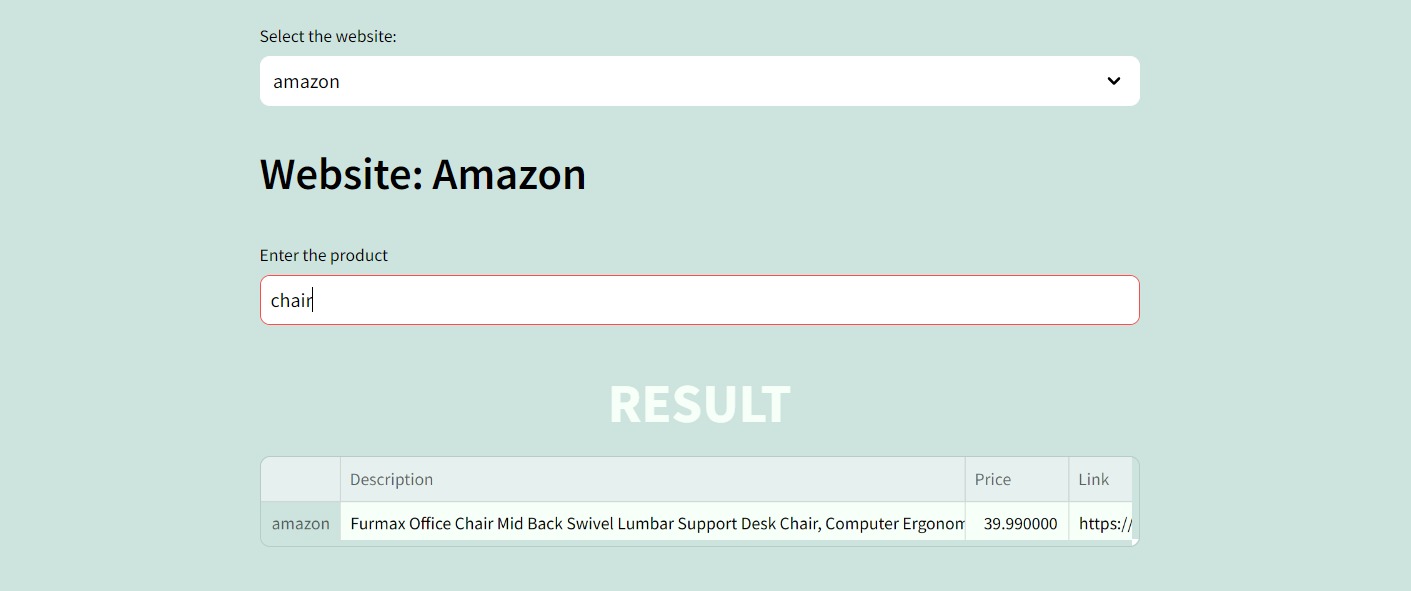 Select the website:
amazon
Website: Amazon
Enter the product
chair
RESULT
Description Price Link
amazon Furmax Office Chair Mid Back Swivel Lumbar Support Desk Chair, Computer Ergonom 39.990000 https://